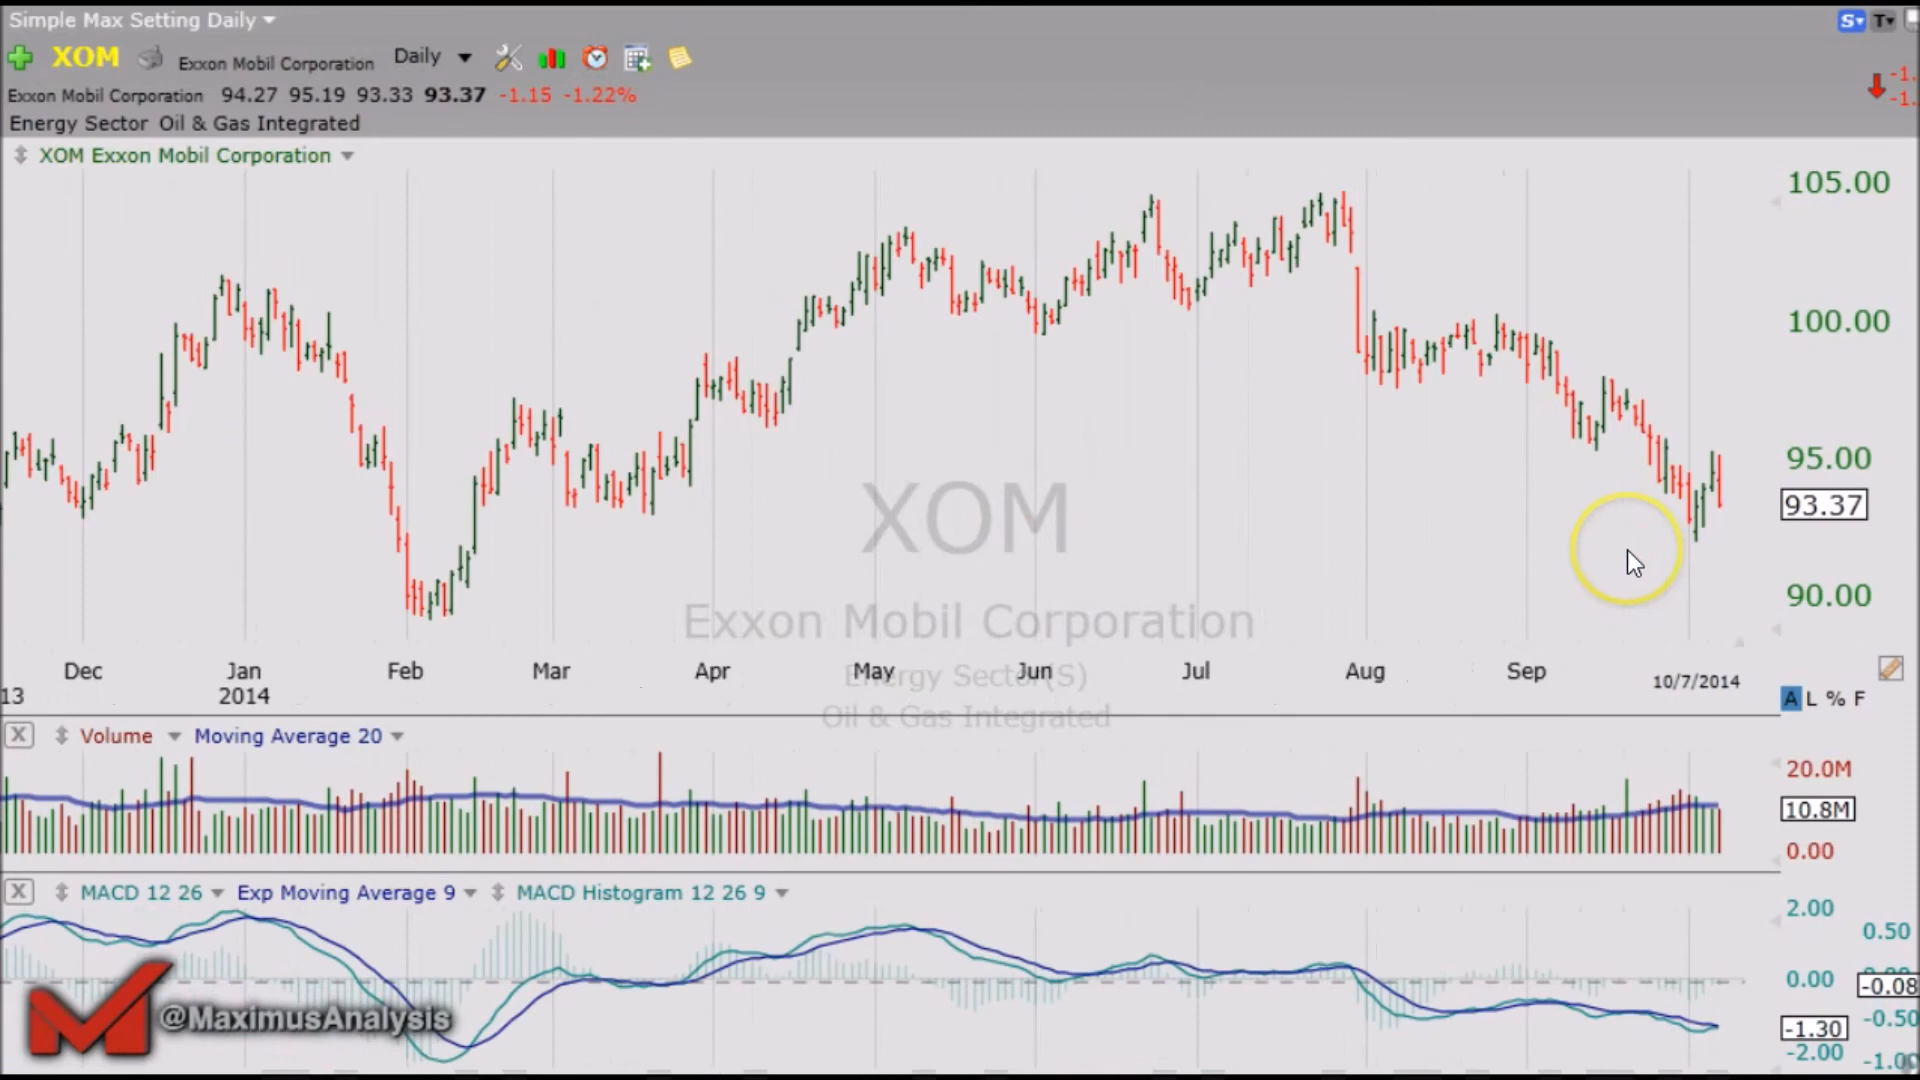 Simple Max Setting Daily
S T
XOM Exxon Mobil Corporation Daily
Exxon Mobil Corporation 94.27 95.19 93.33 93.37 -1.15 -1.22%
-1.
-1.
Energy Sector Oil & Gas Integrated
XOM Exxon Mobil Corporation
105.00
100.00
95.00
93.37
90.00
XOM
Exxon Mobil Corporation
Energy Sector(S)
Oil & Gas Integrated
Dec Jan Feb Mar Apr May Jun Jul Aug Sep 10/7/2014
13 2014
A L % F
X Volume Moving Average 20
20.0M
10.8M
0.00
X MACD 12 26 Exp Moving Average 9 MACD Histogram 12 26 9
2.00
0.50
0.00
-0.08
-0.50
-1.30
-2.00
-1.00
@MaximusAnalysis